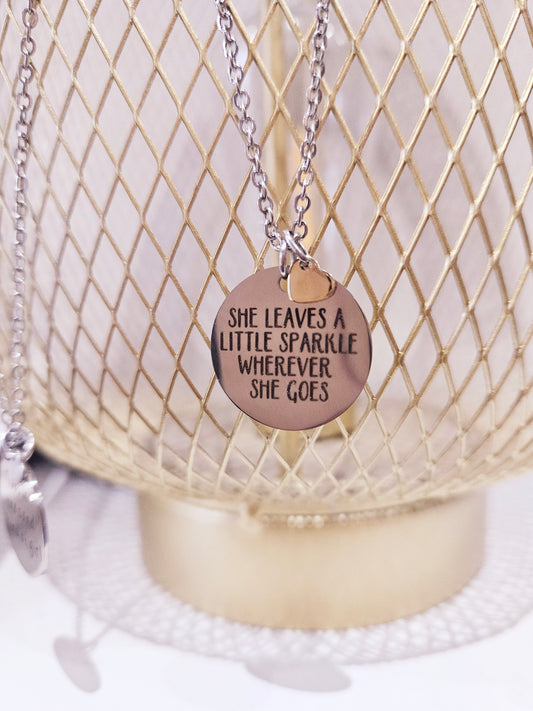 SHE LEAVES A
LITTLE SPARKLE
WHEREVER
SHE GOES